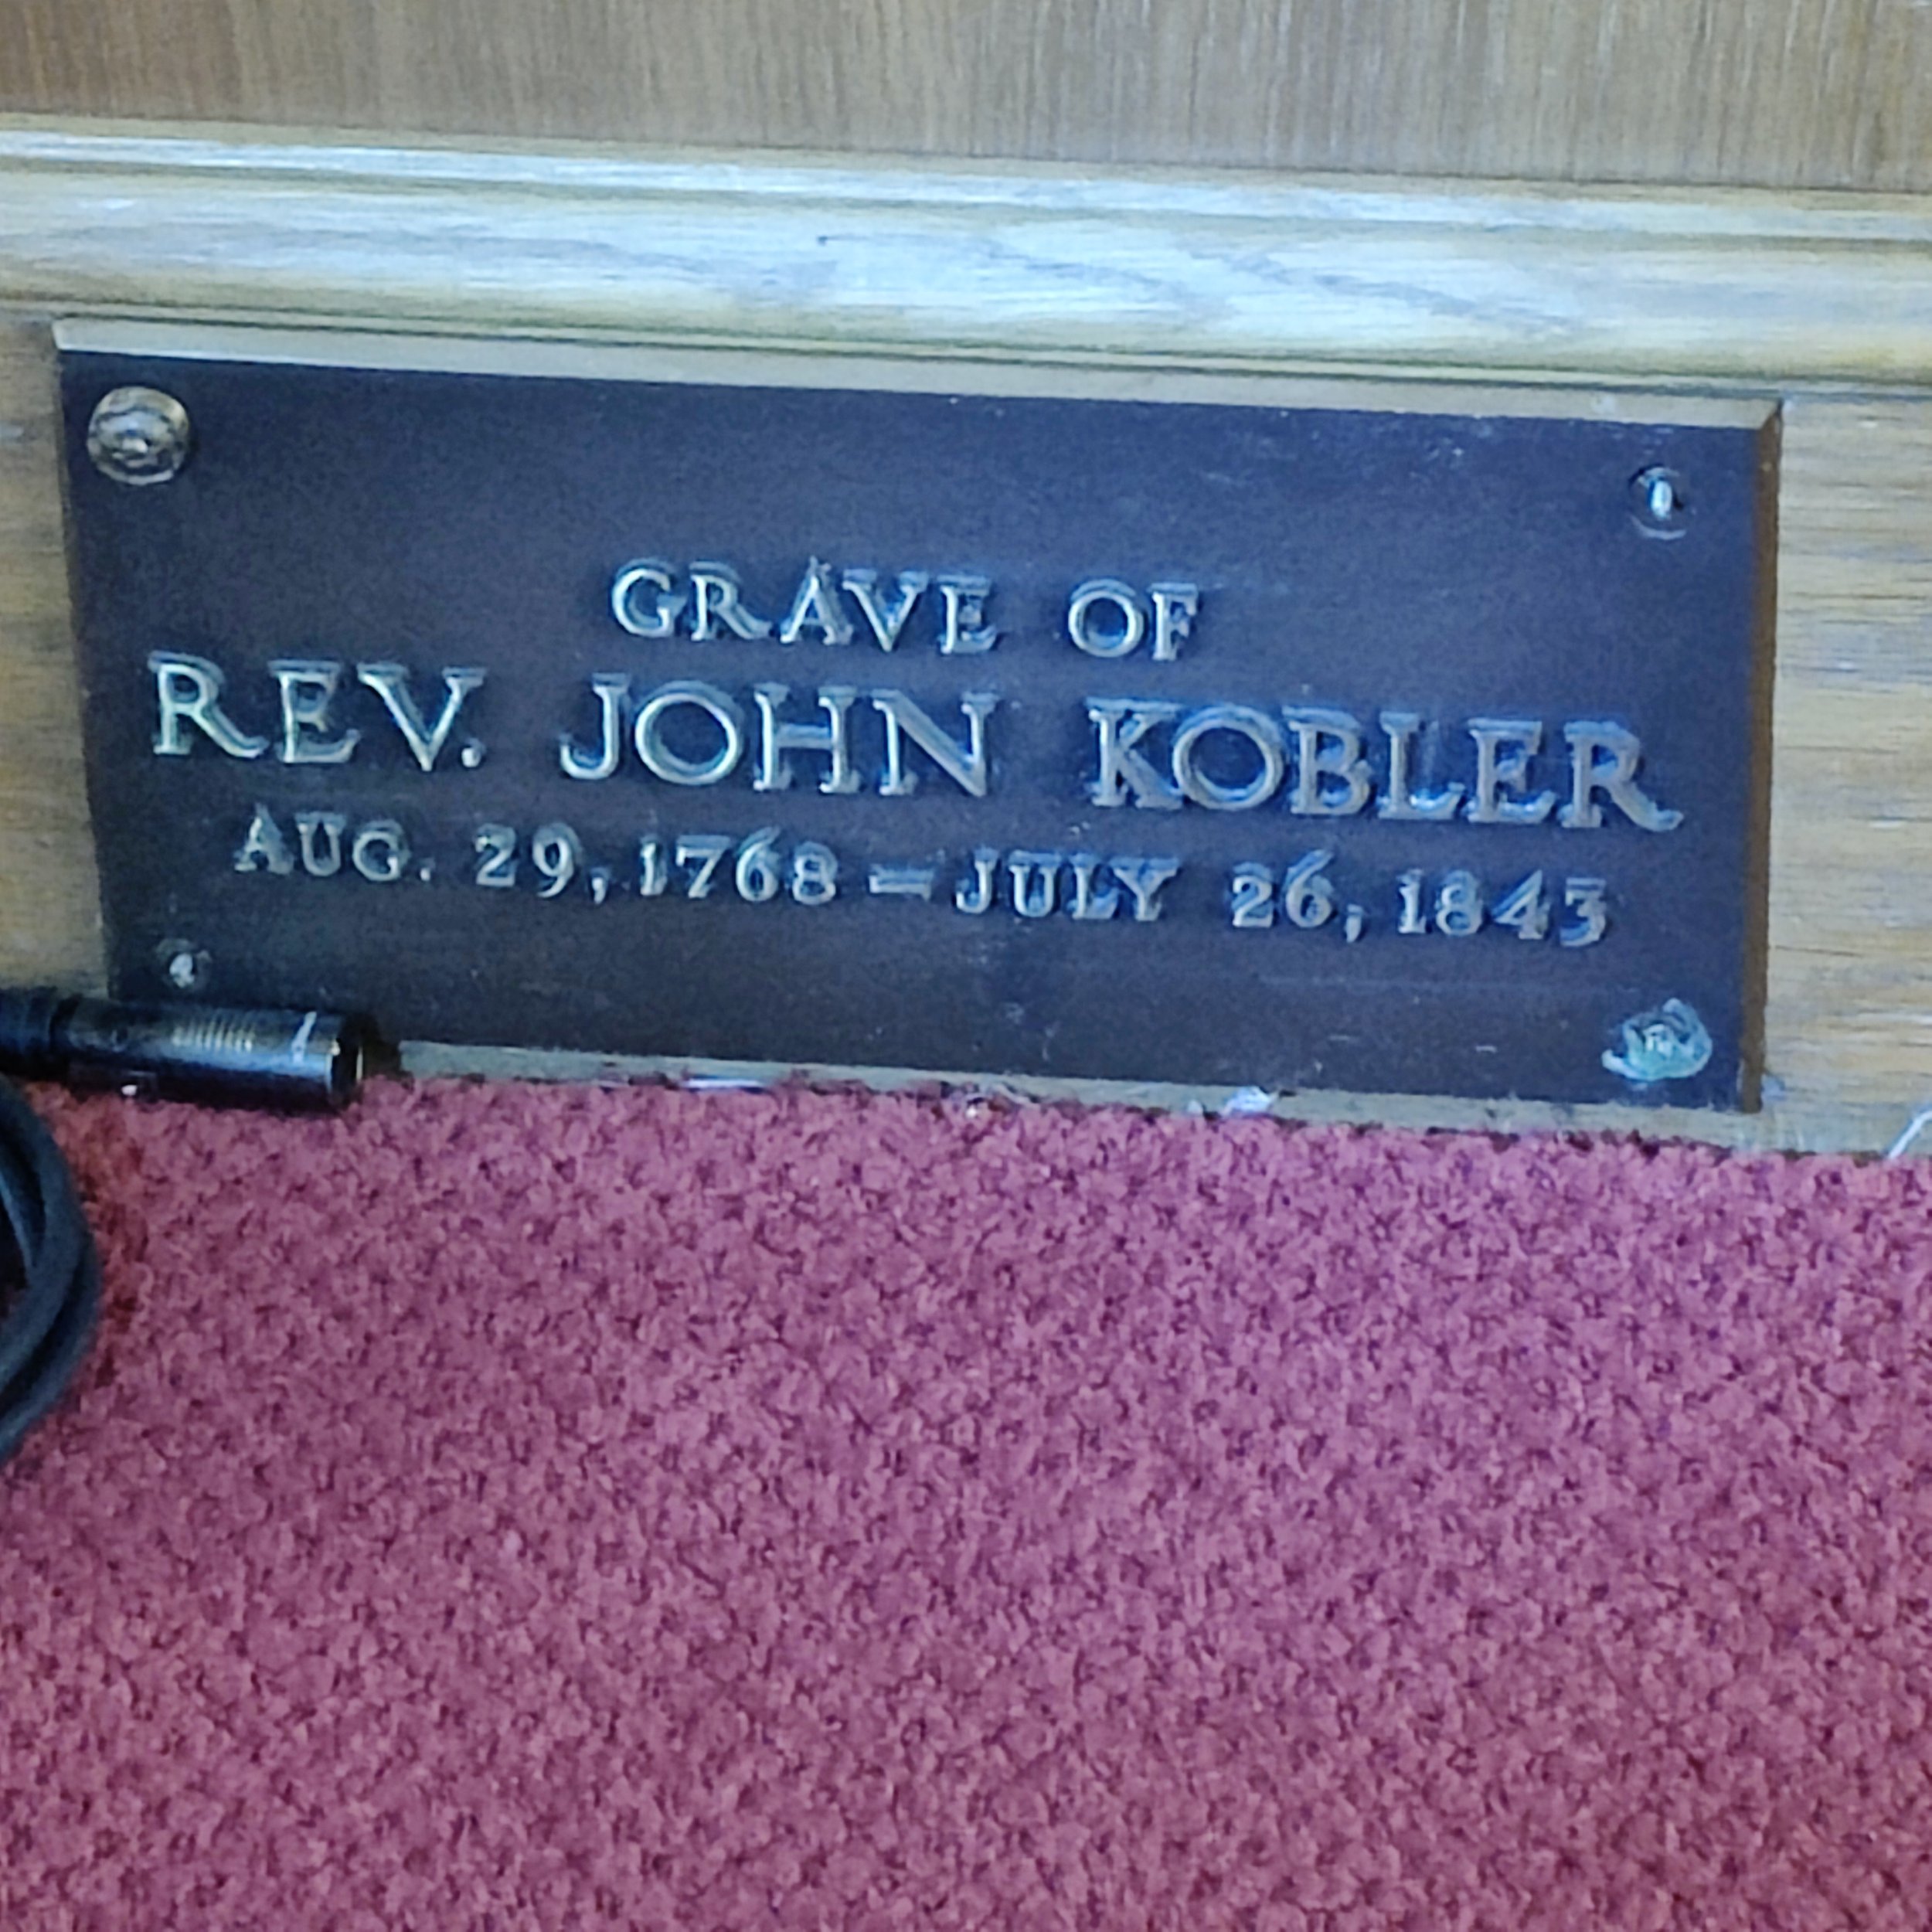 GRAVE OF
REV. JOHN KOBLER
AUG. 29, 1768 – JULY 26, 1843